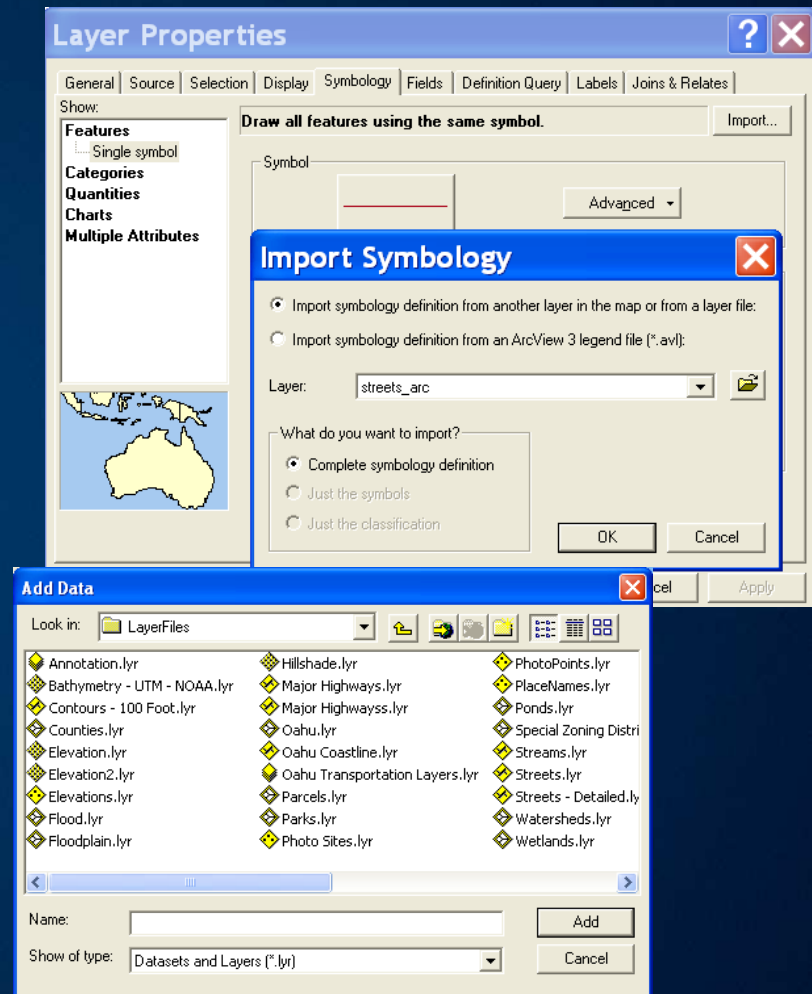 Layer Properties
General Source Selection Display Symbology Fields Definition Query Labels Joins & Relates
Show:
Features
Single symbol
Categories
Quantities
Charts
Multiple Attributes
Draw all features using the same symbol.
Import...
Symbol
Advanced
Import Symbology
Import symbology definition from another layer in the map or from a layer file:
Import symbology definition from an ArcView 3 legend file (*.avl):
Layer: streets_arc
What do you want to import?
Complete symbology definition
Just the symbols
Just the classification
OK Cancel
cel Apply
Add Data
Look in: LayerFiles
Annotation.lyr
Bathymetry - UTM - NOAA.lyr
Contours - 100 Foot.lyr
Counties.lyr
Elevation.lyr
Elevation2.lyr
Elevations.lyr
Flood.lyr
Floodplain.lyr
Hillshade.lyr
Major Highways.lyr
Major Highwayss.lyr
Oahu.lyr
Oahu Coastline.lyr
Oahu Transportation Layers.lyr
Parcels.lyr
Parks.lyr
Photo Sites.lyr
PhotoPoints.lyr
PlaceNames.lyr
Ponds.lyr
Special Zoning Distri
Streams.lyr
Streets.lyr
Streets - Detailed.ly
Watersheds.lyr
Wetlands.lyr
Name:
Add
Show of type: Datasets and Layers (*.lyr)
Cancel